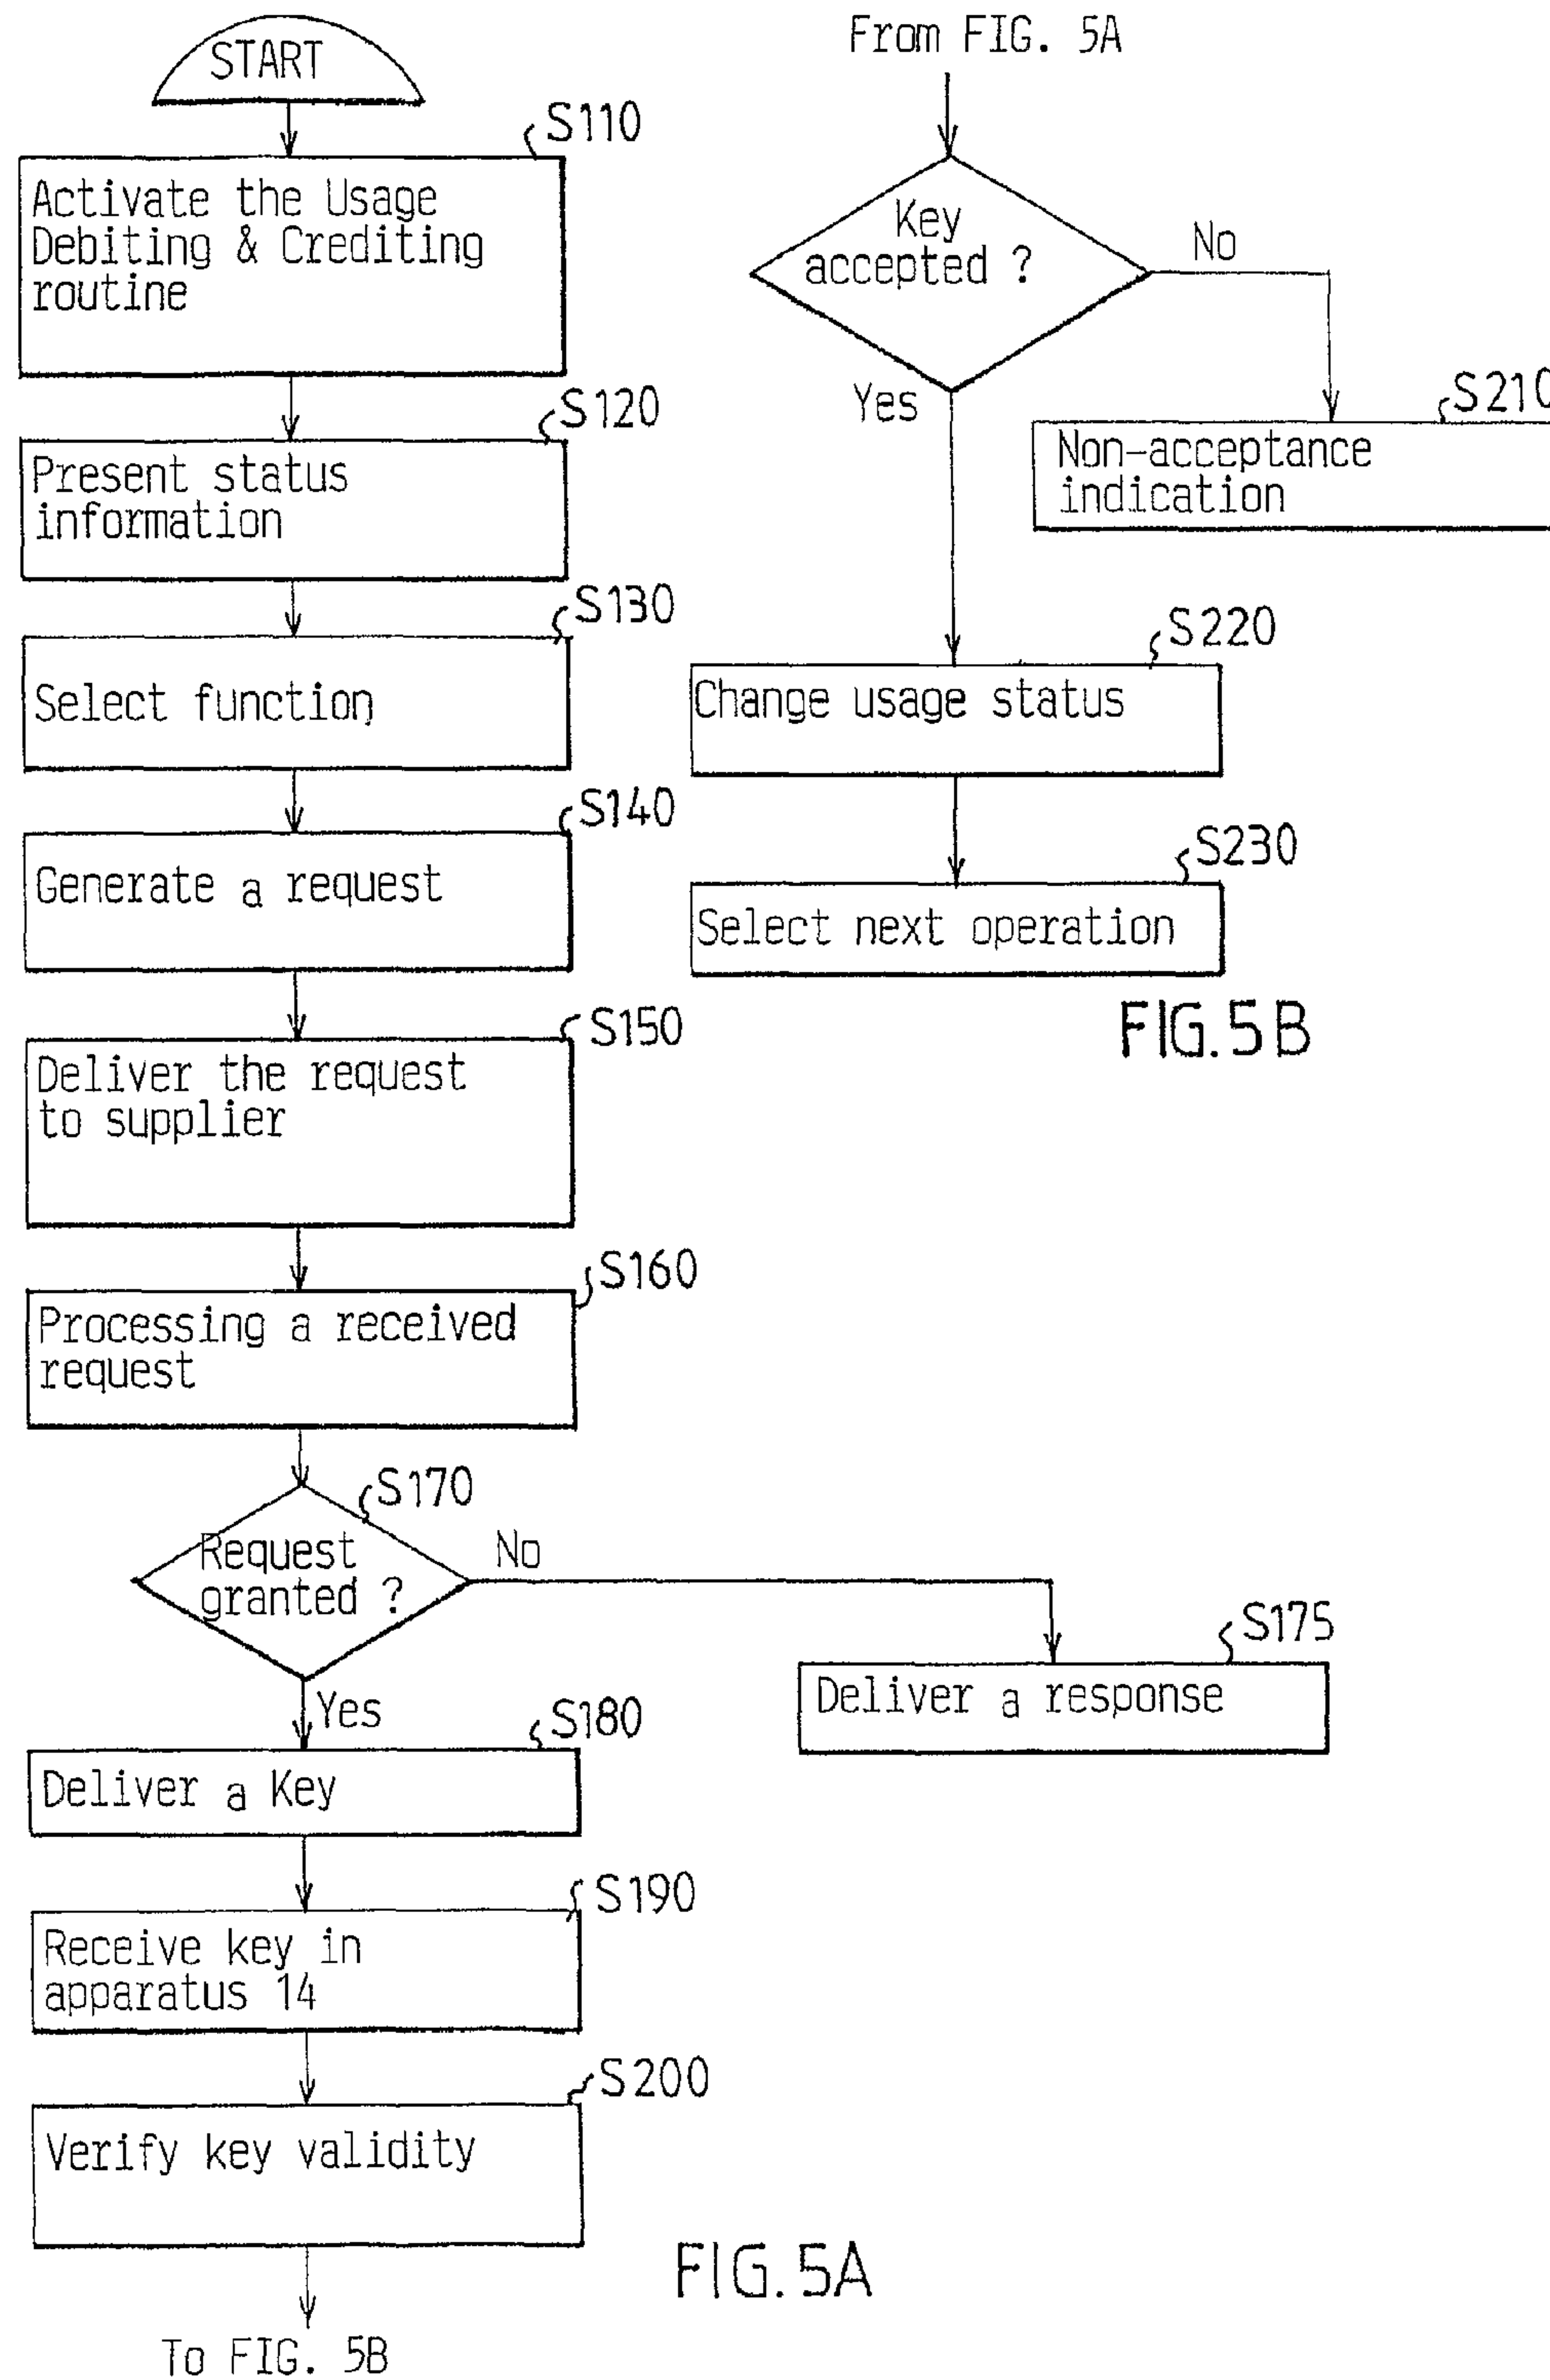 START
S110
Activate the Usage
Debiting & Crediting
routine
S120
Present status
information
S130
Select function
S140
Generate a request
S150
Deliver the request
to supplier
S160
Processing a received
request
S170
Request
granted ?
No
S175
Deliver a response
Yes
S180
Deliver a Key
S190
Receive key in
apparatus 14
S200
Verify key validity
FIG. 5A
To FIG. 5B
From FIG. 5A
Key
accepted ?
No
Yes
S210
Non-acceptance
indication
S220
Change usage status
S230
Select next operation
FIG. 5B